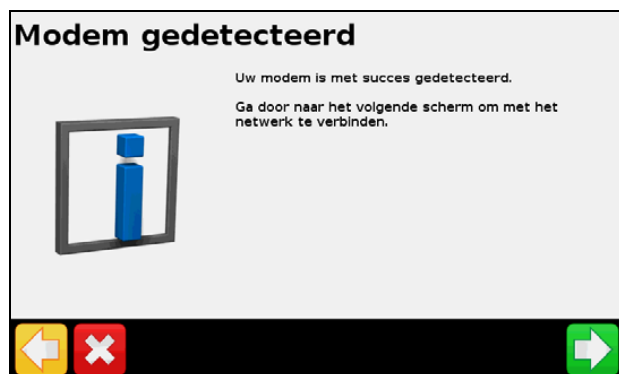 Modem gedetecteerd
Uw modem is met succes gedetecteerd.
Ga door naar het volgende scherm om met het
netwerk te verbinden.